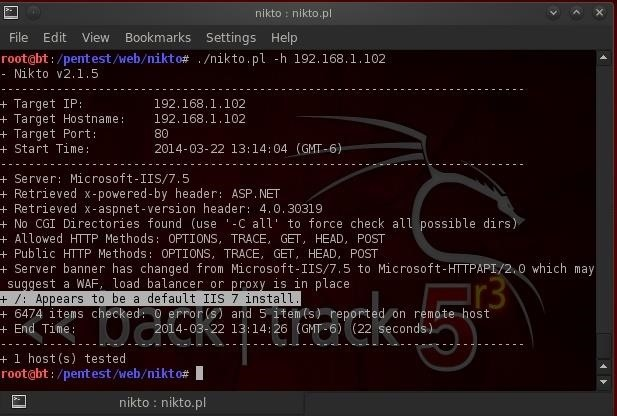 nikto : nikto.pl
File Edit View Bookmarks Settings Help
root@bt:/pentest/web/nikto# ./nikto.pl -h 192.168.1.102
- Nikto v2.1.5
---------------------------------------------------------------------------
+ Target IP:          192.168.1.102
+ Target Hostname:    192.168.1.102
+ Target Port:        80
+ Start Time:         2014-03-22 13:14:04 (GMT-6)
---------------------------------------------------------------------------
+ Server: Microsoft-IIS/7.5
+ Retrieved x-powered-by header: ASP.NET
+ Retrieved x-aspnet-version header: 4.0.30319
+ No CGI Directories found (use '-C all' to force check all possible dirs)
+ Allowed HTTP Methods: OPTIONS, TRACE, GET, HEAD, POST
+ Public HTTP Methods: OPTIONS, TRACE, GET, HEAD, POST
+ Server banner has changed from Microsoft-IIS/7.5 to Microsoft-HTTPAPI/2.0 which may
suggest a WAF, load balancer or proxy is in place
+ /: Appears to be a default IIS 7 install.
+ 6474 items checked: 0 error(s) and 5 item(s) reported on remote host
+ End Time:           2014-03-22 13:14:26 (GMT-6) (22 seconds)
---------------------------------------------------------------------------
+ 1 host(s) tested
root@bt:/pentest/web/nikto#
<< back|track 5 r3
nikto : nikto.pl